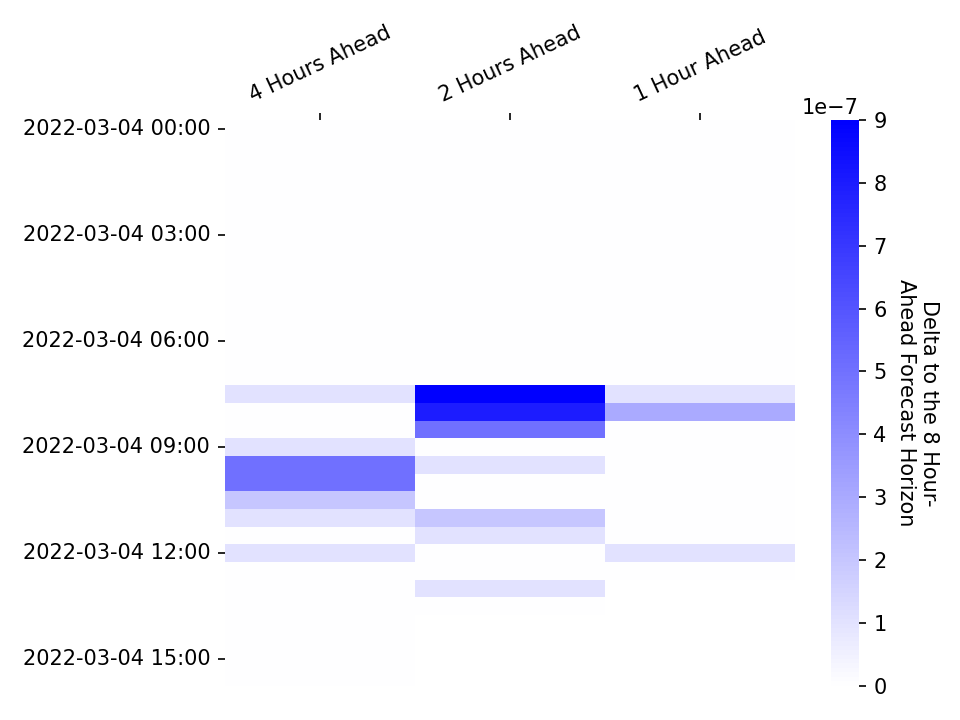 4 Hours Ahead
2 Hours Ahead
1 Hour Ahead
2022-03-04 00:00
2022-03-04 03:00
2022-03-04 06:00
2022-03-04 09:00
2022-03-04 12:00
2022-03-04 15:00
1e−7
9
8
7
6
5
4
3
2
1
0
Delta to the 8 Hour-
Ahead Forecast Horizon